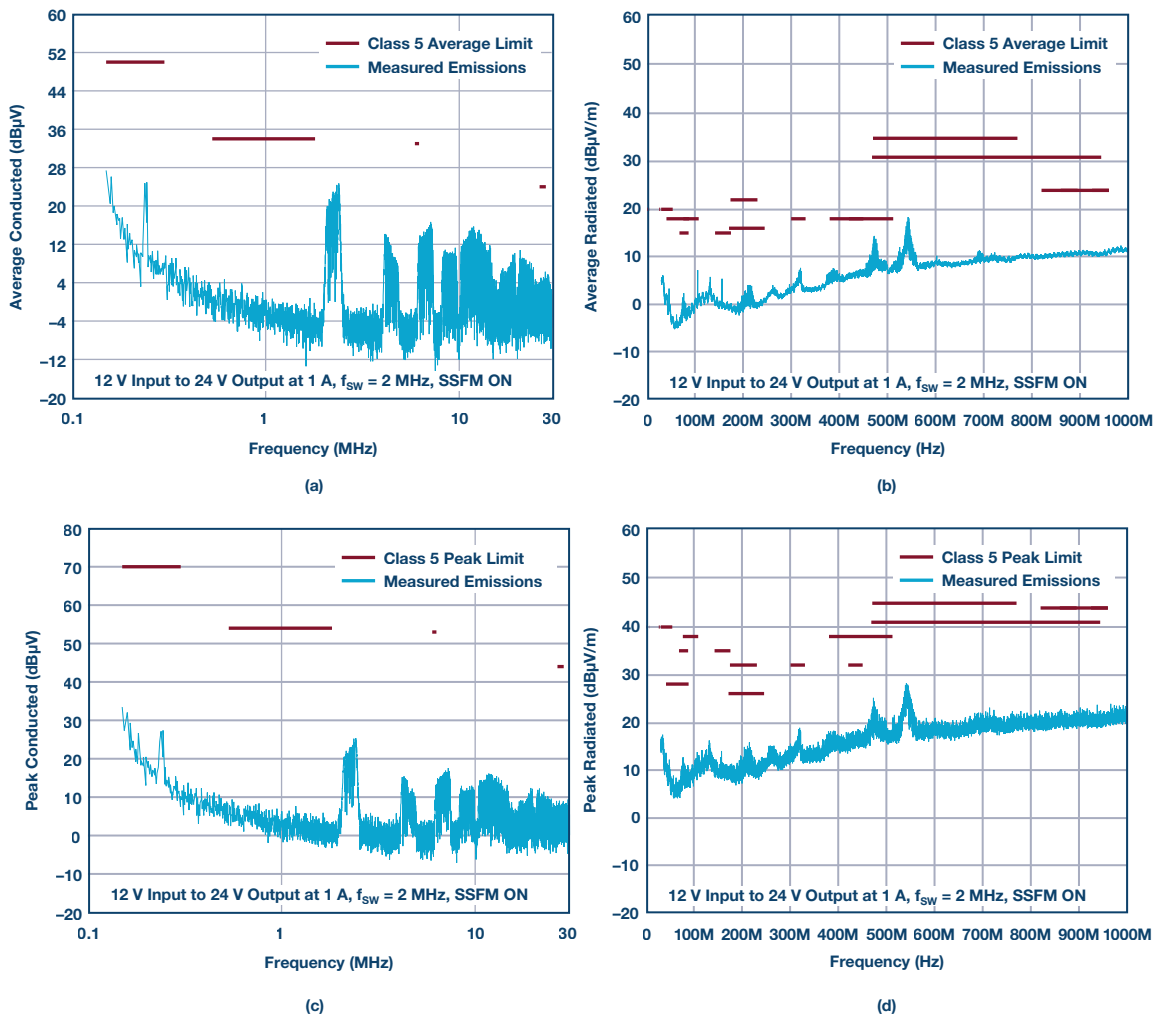 60
52
44
36
28
20
12
4
−4
−12
−20
Average Conducted (dBµV)
Class 5 Average Limit
Measured Emissions
12 V Input to 24 V Output at 1 A, fSW = 2 MHz, SSFM ON
0.1
1
10
30
Frequency (MHz)
(a)
60
50
40
30
20
10
0
−10
−20
Average Radiated (dBµV/m)
Class 5 Average Limit
Measured Emissions
12 V Input to 24 V Output at 1 A, fSW = 2 MHz, SSFM ON
0
100M
200M
300M
400M
500M
600M
700M
800M
900M
1000M
Frequency (Hz)
(b)
80
70
60
50
40
30
20
10
0
−10
−20
Peak Conducted (dBµV)
Class 5 Peak Limit
Measured Emissions
12 V Input to 24 V Output at 1 A, fSW = 2 MHz, SSFM ON
0.1
1
10
30
Frequency (MHz)
(c)
60
50
40
30
20
10
0
−10
−20
Peak Radiated (dBµV/m)
Class 5 Peak Limit
Measured Emissions
12 V Input to 24 V Output at 1 A, fSW = 2 MHz, SSFM ON
0
100M
200M
300M
400M
500M
600M
700M
800M
900M
1000M
Frequency (Hz)
(d)